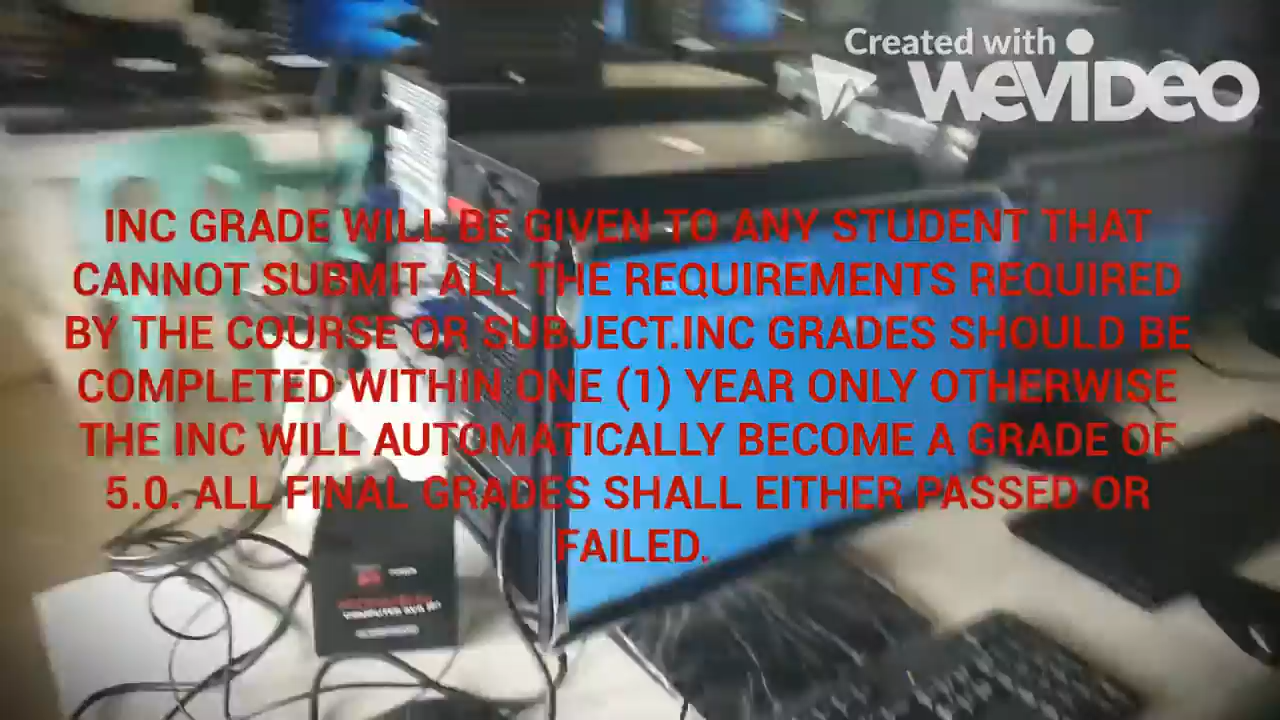 Created with
WEVIDEO
INC GRADE WILL BE GIVEN TO ANY STUDENT THAT
CANNOT SUBMIT ALL THE REQUIREMENTS REQUIRED
BY THE COURSE OR SUBJECT.INC GRADES SHOULD BE
COMPLETED WITHIN ONE (1) YEAR ONLY OTHERWISE
THE INC WILL AUTOMATICALLY BECOME A GRADE OF
5.0. ALL FINAL GRADES SHALL EITHER PASSED OR
FAILED.